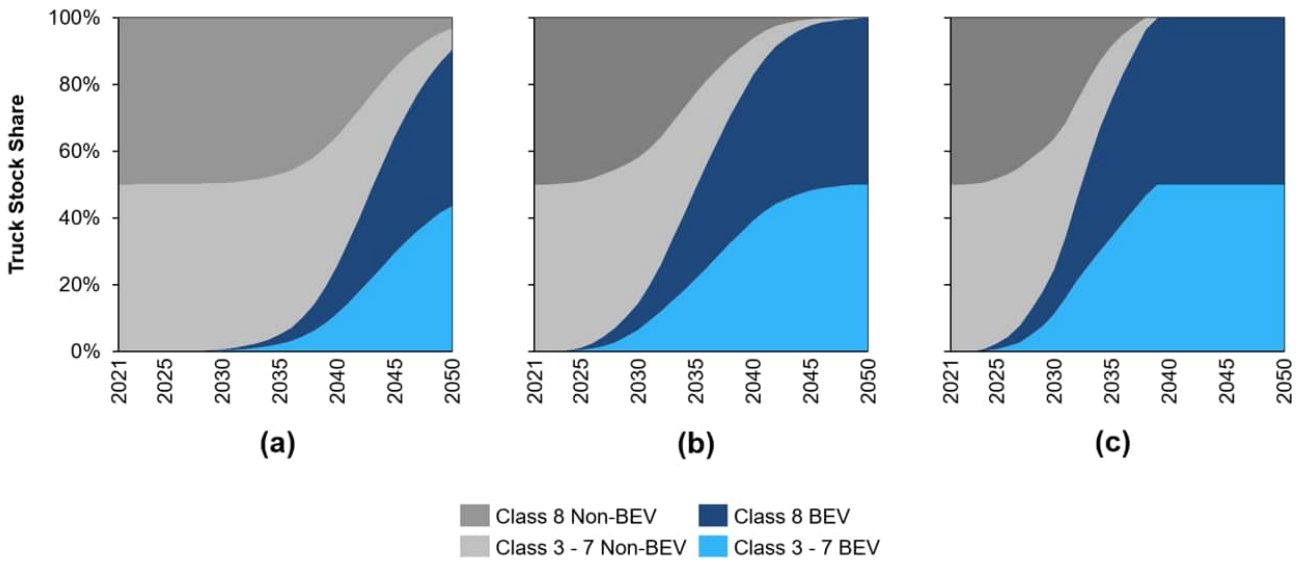 Truck Stock Share
100%
80%
60%
40%
20%
0%
2021 2025 2030 2035 2040 2045 2050
2021 2025 2030 2035 2040 2045 2050
2021 2025 2030 2035 2040 2045 2050
(a) (b) (c)
Class 8 Non-BEV Class 8 BEV
Class 3 - 7 Non-BEV Class 3 - 7 BEV